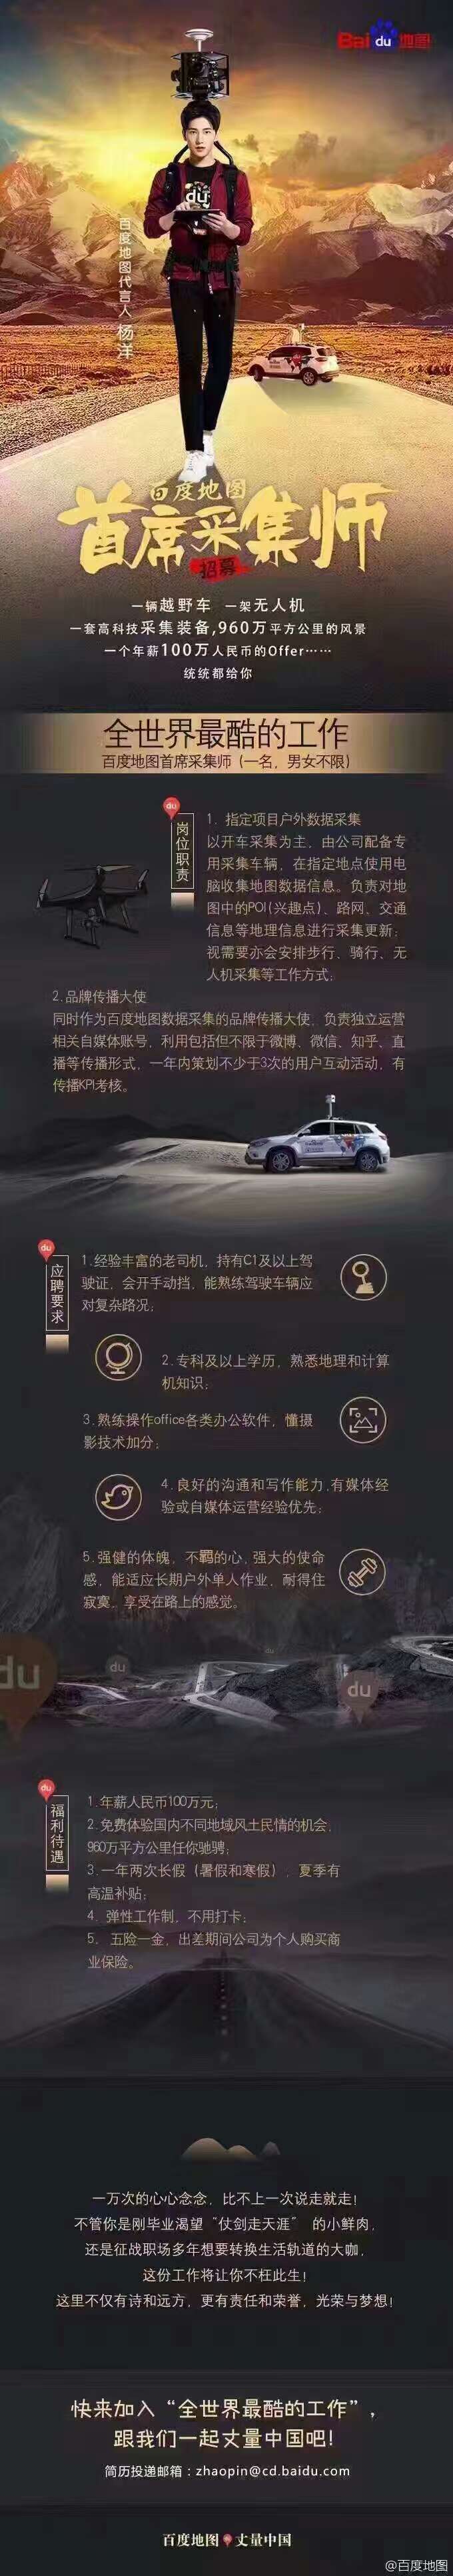 Bai du 地图
du
百度地图代言人 杨洋
百度地图
首席采集师
招募
一辆越野车 一架无人机
一套高科技采集装备,960万平方公里的风景
一个年薪100万人民币的Offer……
统统都给你
全世界最酷的工作
百度地图首席采集师（一名，男女不限）
du
岗位职责
1. 指定项目户外数据采集
以开车采集为主，由公司配备专
用采集车辆，在指定地点使用电
脑收集地图数据信息。负责对地
图中的POI(兴趣点)、路网、交通
信息等地理信息进行采集更新；
视需要亦会安排步行、骑行、无
人机采集等工作方式；
2.品牌传播大使
同时作为百度地图数据采集的品牌传播大使，负责独立运营
相关自媒体账号，利用包括但不限于微博、微信、知乎、直
播等传播形式，一年内策划不少于3次的用户互动活动，有
传播KPI考核。
du
应聘要求
1.经验丰富的老司机，持有C1及以上驾
驶证，会开手动挡，能熟练驾驶车辆应
对复杂路况；
2.专科及以上学历，熟悉地理和计算
机知识；
3.熟练操作office各类办公软件，懂摄
影技术加分；
4.良好的沟通和写作能力,有媒体经
验或自媒体运营经验优先；
5.强健的体魄，不羁的心,强大的使命
感，能适应长期户外单人作业，耐得住
寂寞，享受在路上的感觉。
du
du
du
du
du
福利待遇
1.年薪人民币100万元；
2.免费体验国内不同地域风土民情的机会，
960万平方公里任你驰骋；
3.一年两次长假（暑假和寒假），夏季有
高温补贴；
4. 弹性工作制，不用打卡；
5. 五险一金，出差期间公司为个人购买商
业保险。
一万次的心心念念，比不上一次说走就走！
不管你是刚毕业渴望“仗剑走天涯” 的小鲜肉，
还是征战职场多年想要转换生活轨道的大咖，
这份工作将让你不枉此生！
这里不仅有诗和远方，更有责任和荣誉，光荣与梦想！
快来加入“全世界最酷的工作”，
跟我们一起丈量中国吧！
简历投递邮箱：zhaopin@cd.baidu.com
百度地图 du 丈量中国
@百度地图